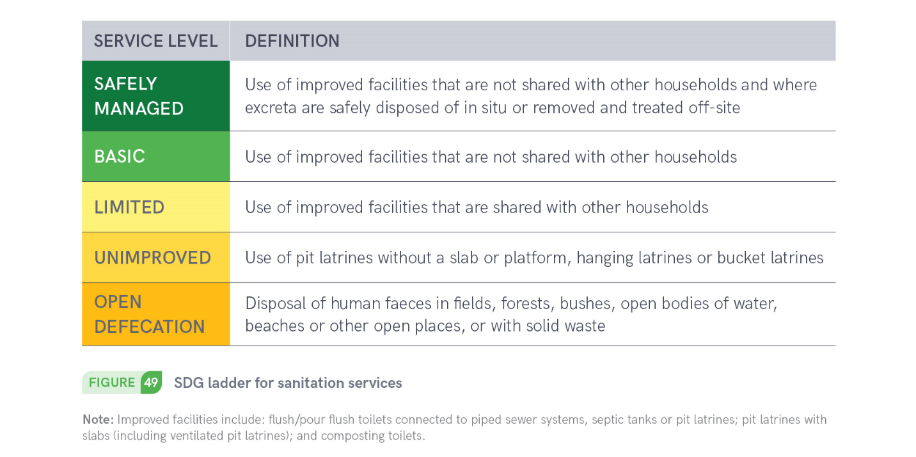 SERVICE LEVEL DEFINITION
SAFELY
MANAGED
Use of improved facilities that are not shared with other households and where
excreta are safely disposed of in situ or removed and treated off-site
BASIC
Use of improved facilities that are not shared with other households
LIMITED
Use of improved facilities that are shared with other households
UNIMPROVED
Use of pit latrines without a slab or platform, hanging latrines or bucket latrines
OPEN
DEFECATION
Disposal of human faeces in fields, forests, bushes, open bodies of water,
beaches or other open places, or with solid waste
FIGURE 49 SDG ladder for sanitation services
Note: Improved facilities include: flush/pour flush toilets connected to piped sewer systems, septic tanks or pit latrines; pit latrines with
slabs (including ventilated pit latrines); and composting toilets.